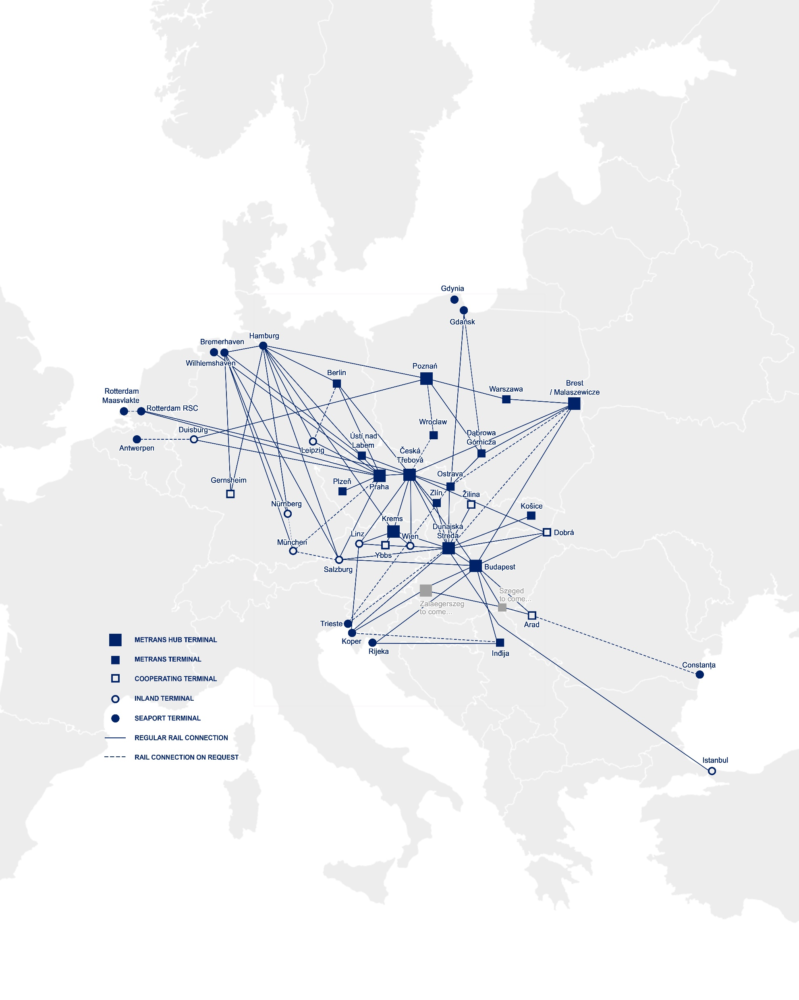 Gdynia
Gdańsk
Hamburg
Bremerhaven
Wilhlemshaven
Poznań
Berlin
Warszawa
Brest
/ Malaszewicze
Rotterdam
Maasvlakte
Rotterdam RSC
Duisburg
Antwerpen
Wroclaw
Dąbrowa
Górnicza
Ústí nad
Labem
Leipzig
Česká
Třebová
Ostrava
Gernsheim
Plzeň
Praha
Zlín
Žilina
Nürnberg
Košice
Krems
Dunajská
Streda
Linz
Wien
Dobrá
München
Ybbs
Salzburg
Budapest
Szeged
to come...
Zalaegerszeg
to come...
Trieste
Arad
Koper
Rijeka
Inđija
Constanța
Istanbul
METRANS HUB TERMINAL
METRANS TERMINAL
COOPERATING TERMINAL
INLAND TERMINAL
SEAPORT TERMINAL
REGULAR RAIL CONNECTION
RAIL CONNECTION ON REQUEST